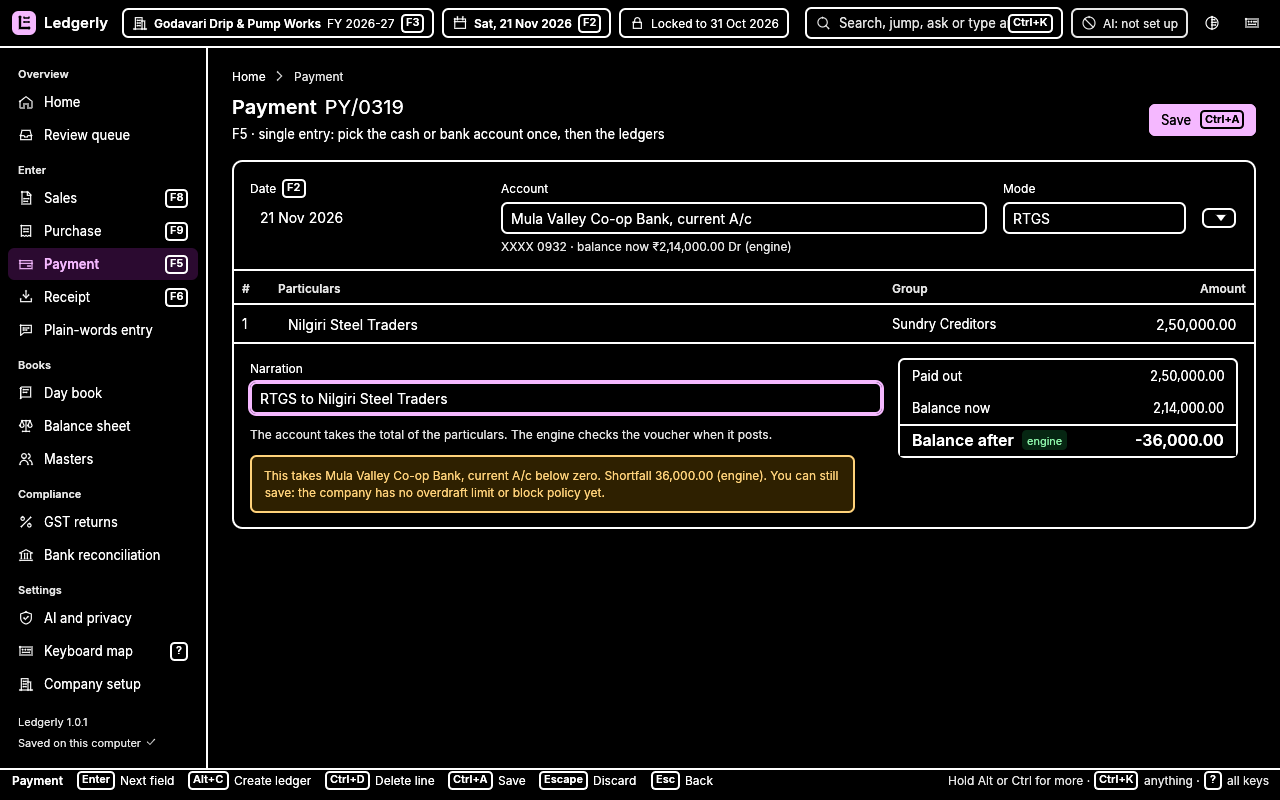 Ledgerly
Godavari Drip & Pump Works FY 2026-27 F3
Sat, 21 Nov 2026 F2
Locked to 31 Oct 2026
Search, jump, ask or type a Ctrl+K
AI: not set up
Overview
Home
Review queue
Enter
Sales F8
Purchase F9
Payment F5
Receipt F6
Plain-words entry
Books
Day book
Balance sheet
Masters
Compliance
GST returns
Bank reconciliation
Settings
AI and privacy
Keyboard map ?
Company setup
Ledgerly 1.0.1
Saved on this computer
Home Payment
Payment PY/0319
F5 · single entry: pick the cash or bank account once, then the ledgers
Save Ctrl+A
Date F2 Account Mode
21 Nov 2026 Mula Valley Co-op Bank, current A/c RTGS
XXXX 0932 · balance now ₹2,14,000.00 Dr (engine)
# Particulars Group Amount
1 Nilgiri Steel Traders Sundry Creditors 2,50,000.00
Narration
RTGS to Nilgiri Steel Traders
The account takes the total of the particulars. The engine checks the voucher when it posts.
This takes Mula Valley Co-op Bank, current A/c below zero. Shortfall 36,000.00 (engine). You can still
save: the company has no overdraft limit or block policy yet.
Paid out 2,50,000.00
Balance now 2,14,000.00
Balance after engine -36,000.00
Payment Enter Next field Alt+C Create ledger Ctrl+D Delete line Ctrl+A Save Escape Discard Esc Back
Hold Alt or Ctrl for more · Ctrl+K anything · ? all keys